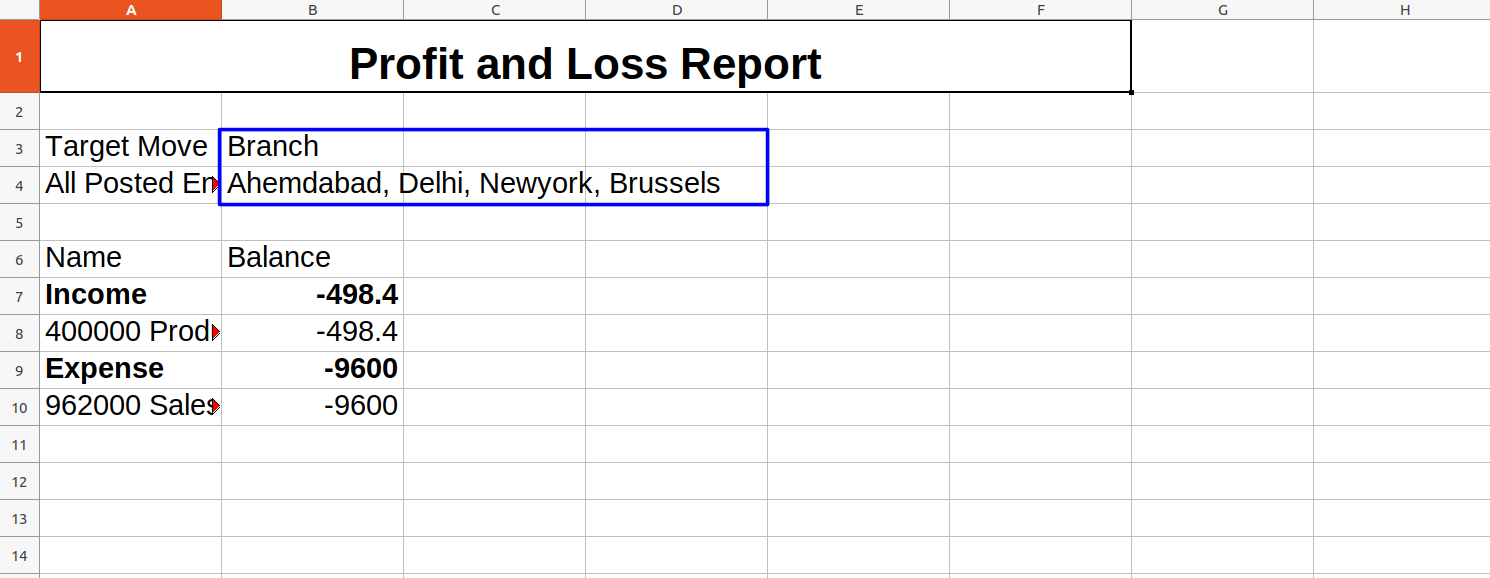 A B C D E F G H
1 Profit and Loss Report
2
3 Target Move Branch
4 All Posted En Ahemdabad, Delhi, Newyork, Brussels
5
6 Name Balance
7 Income -498.4
8 400000 Prod -498.4
9 Expense -9600
10 962000 Sales -9600
11
12
13
14